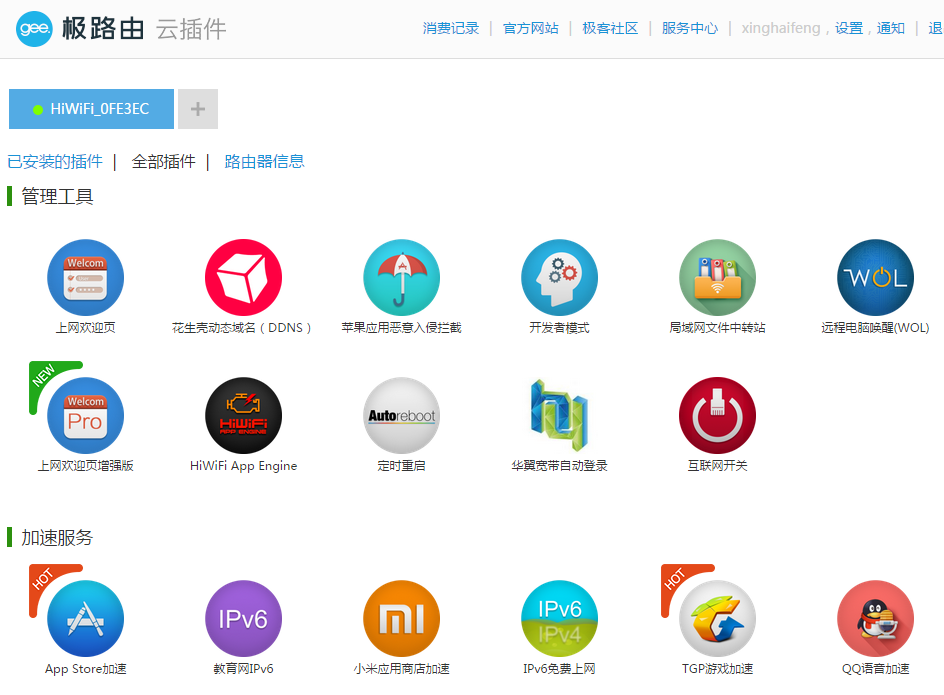 gee. 极路由 云插件
消费记录 | 官方网站 | 极客社区 | 服务中心 | xinghaifeng , 设置 , 通知 | 退
HiWiFi_0FE3EC +
已安装的插件 | 全部插件 | 路由器信息
管理工具
Welcom
WOL
上网欢迎页 花生壳动态域名（DDNS ） 苹果应用恶意入侵拦截 开发者模式 局域网文件中转站 远程电脑唤醒(WOL)
NEW
Welcom
Pro
HiWiFi
APP ENGINE
Autoreboot
上网欢迎页增强版 HiWiFi App Engine 定时重启 华翼宽带自动登录 互联网开关
加速服务
HOT
HOT
IPv6
IPv6
IPv4
App Store加速 教育网IPv6 小米应用商店加速 IPv6免费上网 TGP游戏加速 QQ语音加速